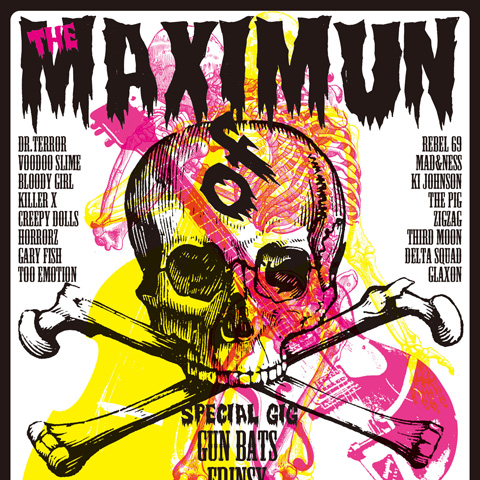 THE
MAXIMUN
OF
DR.TERROR
VOODOO SLIME
BLOODY GIRL
KILLER X
CREEPY DOLLS
HORRORZ
GARY FISH
TOO EMOTION
REBEL 69
MAD&NESS
KI JOHNSON
THE PIG
ZIGZAG
THIRD MOON
DELTA SQUAD
GLAXON
SPECIAL GIG
GUN BATS